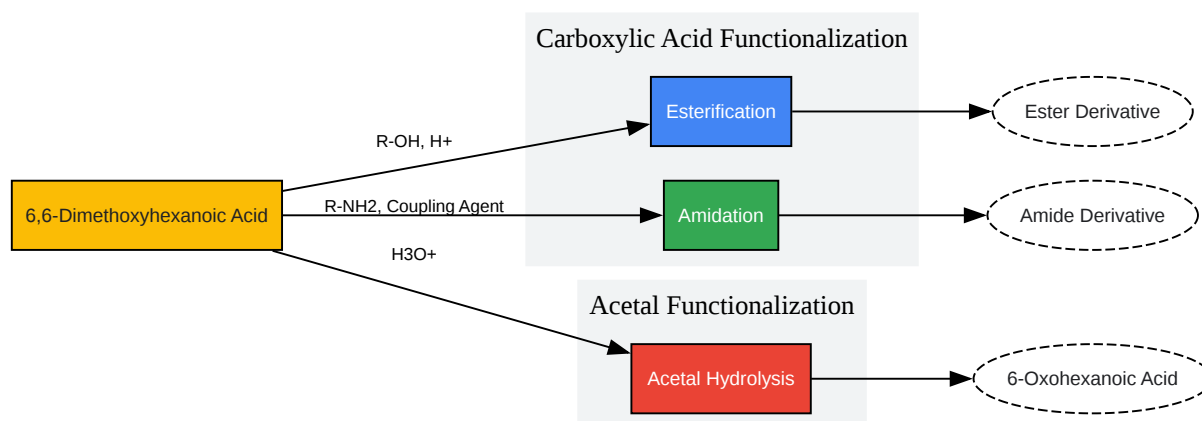 Carboxylic Acid Functionalization
Esterification
Ester Derivative
R-OH, H+
6,6-Dimethoxyhexanoic Acid
R-NH2, Coupling Agent
Amidation
Amide Derivative
H3O+
Acetal Functionalization
Acetal Hydrolysis
6-Oxohexanoic Acid